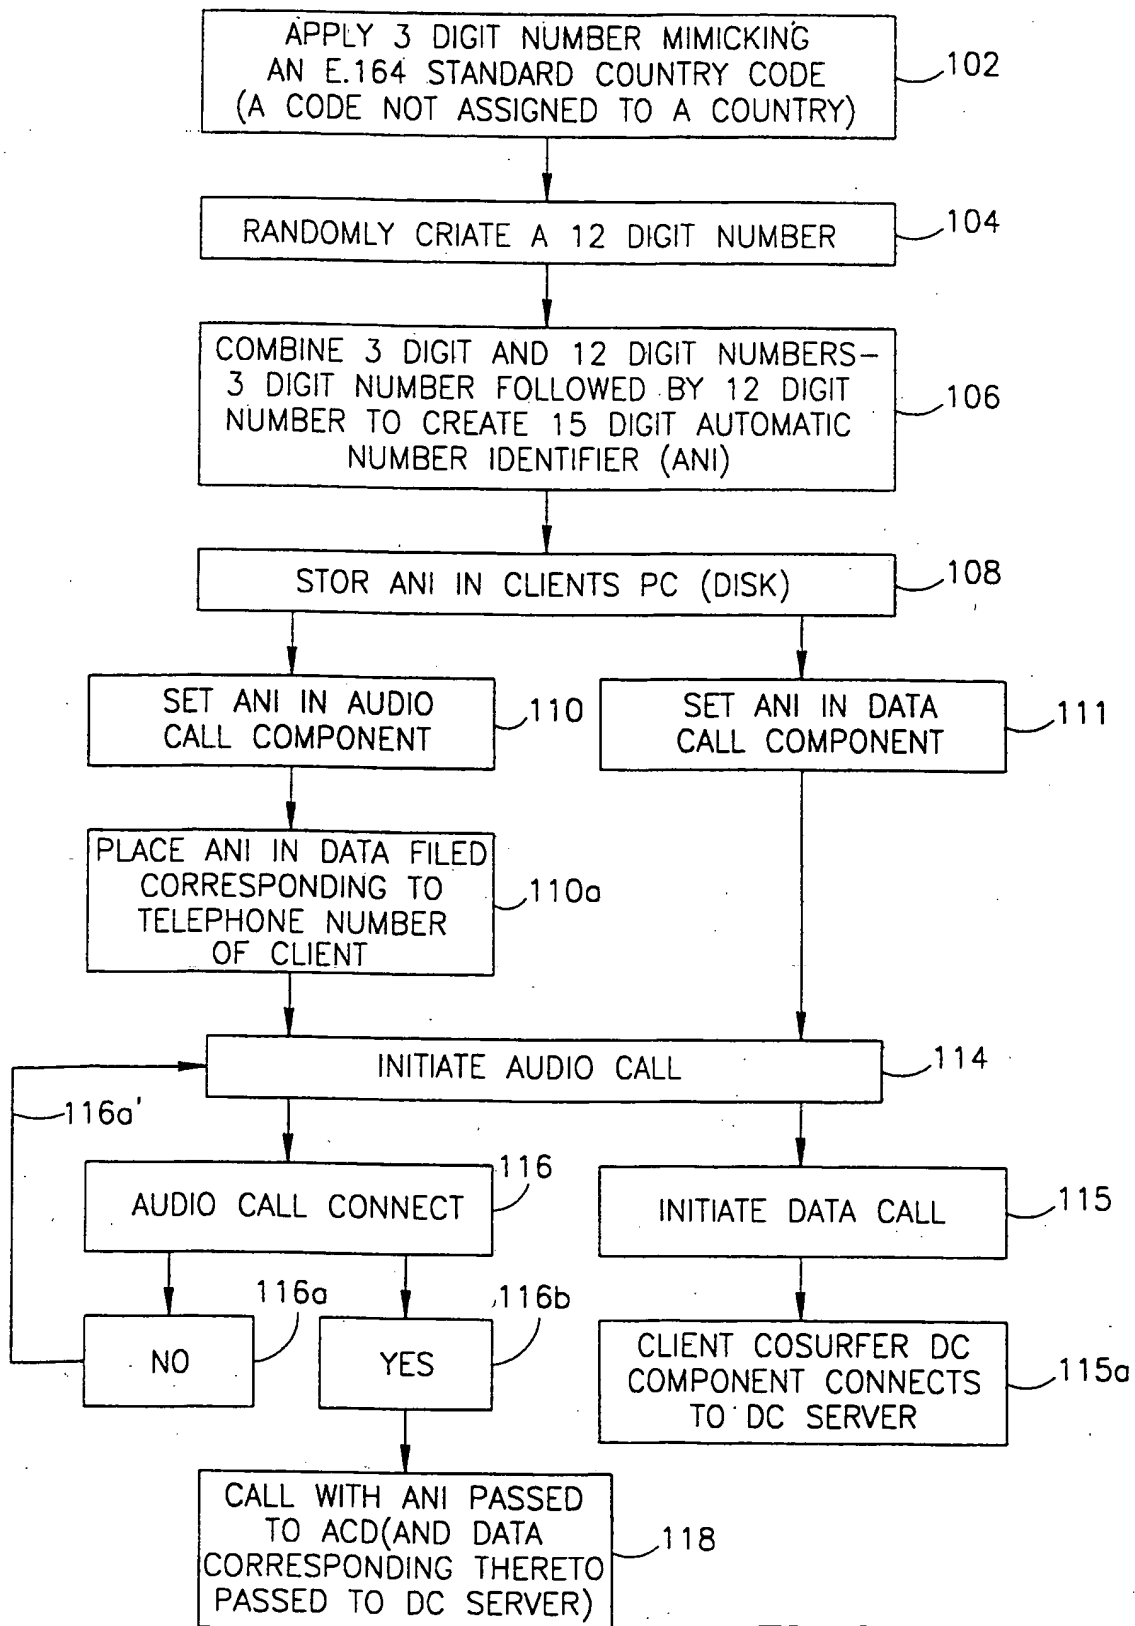 APPLY 3 DIGIT NUMBER MIMICKING
AN E.164 STANDARD COUNTRY CODE
(A CODE NOT ASSIGNED TO A COUNTRY)
102
RANDOMLY CRIATE A 12 DIGIT NUMBER
104
COMBINE 3 DIGIT AND 12 DIGIT NUMBERS-
3 DIGIT NUMBER FOLLOWED BY 12 DIGIT
NUMBER TO CREATE 15 DIGIT AUTOMATIC
NUMBER IDENTIFIER (ANI)
106
STOR ANI IN CLIENTS PC (DISK)
108
SET ANI IN AUDIO
CALL COMPONENT
110
SET ANI IN DATA
CALL COMPONENT
111
PLACE ANI IN DATA FILED
CORRESPONDING TO
TELEPHONE NUMBER
OF CLIENT
110a
INITIATE AUDIO CALL
114
116a'
AUDIO CALL CONNECT
116
INITIATE DATA CALL
115
NO
116a
YES
116b
CLIENT COSURFER DC
COMPONENT CONNECTS
TO DC SERVER
115a
CALL WITH ANI PASSED
TO ACD(AND DATA
CORRESPONDING THERETO
PASSED TO DC SERVER)
118